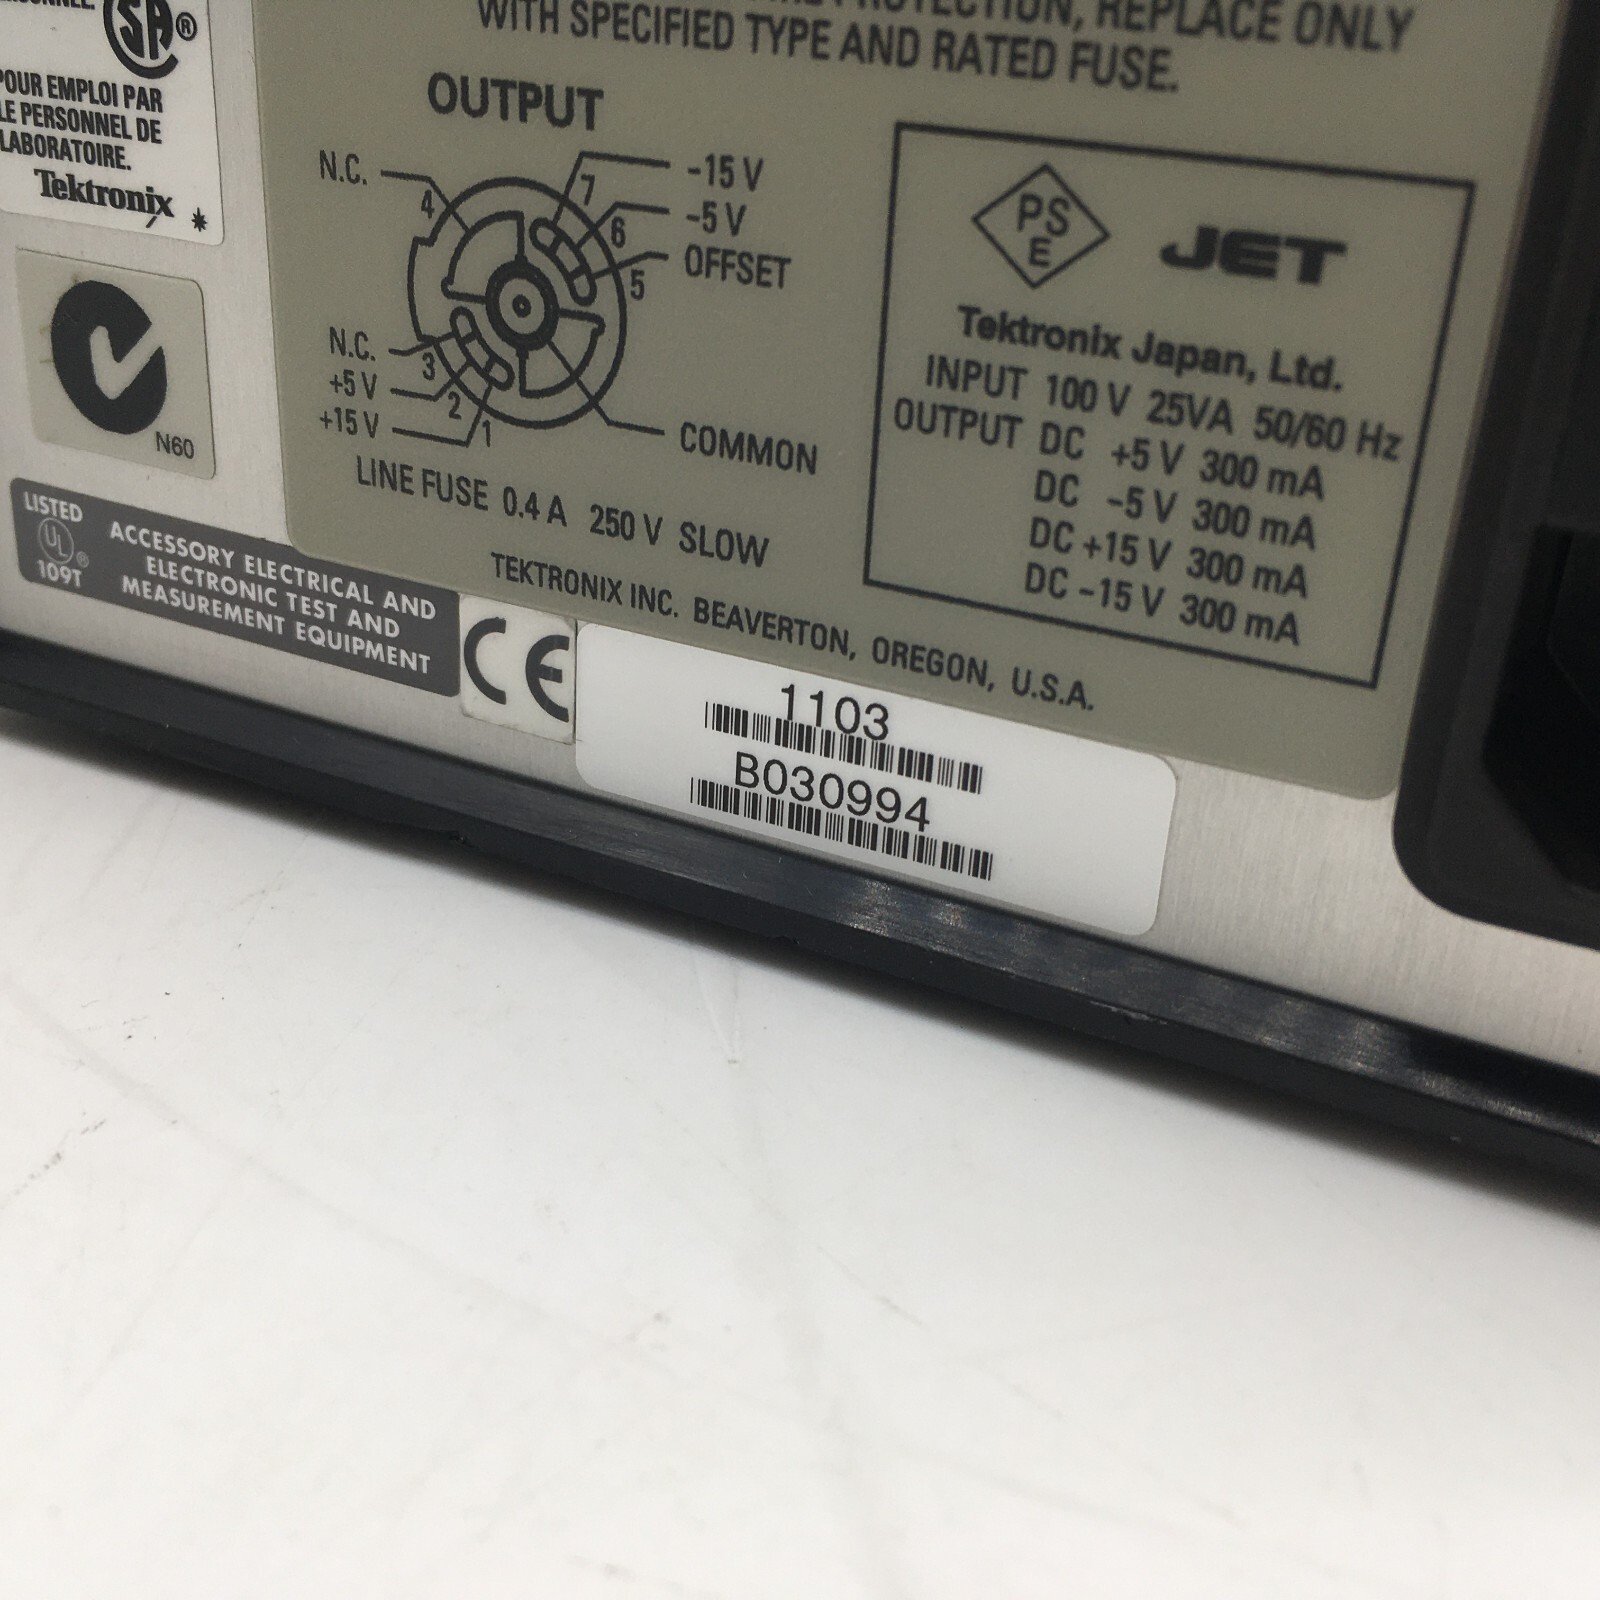 SA®
POUR EMPLOI PAR
LE PERSONNEL DE
LABORATOIRE.
Tektronix
N60
LISTED
UL®
109T
ACCESSORY ELECTRICAL AND
ELECTRONIC TEST AND
MEASUREMENT EQUIPMENT
CE
PROTECTION, REPLACE ONLY
WITH SPECIFIED TYPE AND RATED FUSE.
OUTPUT
N.C.
4
7
-15 V
6
-5 V
5
OFFSET
N.C.
3
+5 V
2
+15 V
1
COMMON
LINE FUSE 0.4 A 250 V SLOW
TEKTRONIX INC. BEAVERTON, OREGON, U.S.A.
PS
E
JET
Tektronix Japan, Ltd.
INPUT 100 V 25VA 50/60 Hz
OUTPUT DC +5 V 300 mA
DC -5 V 300 mA
DC +15 V 300 mA
DC -15 V 300 mA
1103
B030994